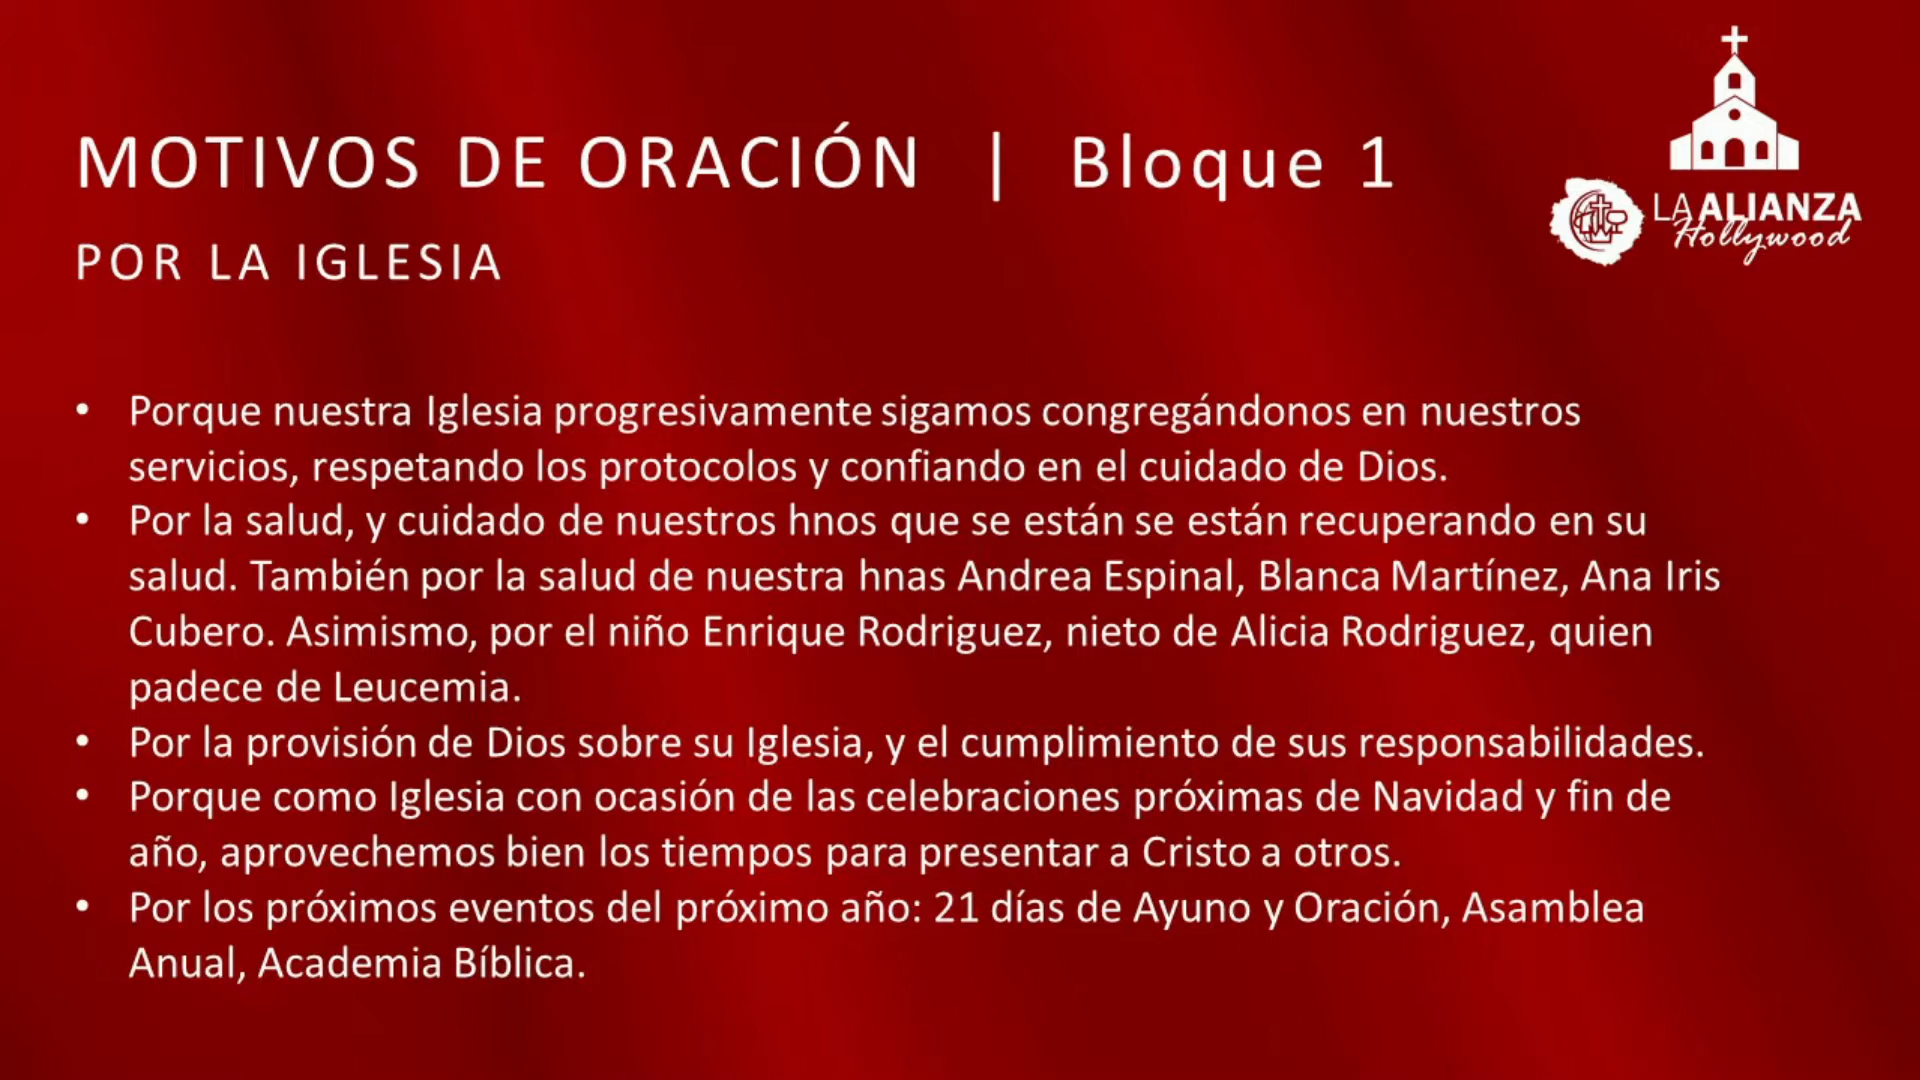 MOTIVOS DE ORACIÓN | Bloque 1
POR LA IGLESIA
LA ALIANZA
Hollywood
• Porque nuestra Iglesia progresivamente sigamos congregándonos en nuestros
servicios, respetando los protocolos y confiando en el cuidado de Dios.
• Por la salud, y cuidado de nuestros hnos que se están se están recuperando en su
salud. También por la salud de nuestra hnas Andrea Espinal, Blanca Martínez, Ana Iris
Cubero. Asimismo, por el niño Enrique Rodriguez, nieto de Alicia Rodriguez, quien
padece de Leucemia.
• Por la provisión de Dios sobre su Iglesia, y el cumplimiento de sus responsabilidades.
• Porque como Iglesia con ocasión de las celebraciones próximas de Navidad y fin de
año, aprovechemos bien los tiempos para presentar a Cristo a otros.
• Por los próximos eventos del próximo año: 21 días de Ayuno y Oración, Asamblea
Anual, Academia Bíblica.